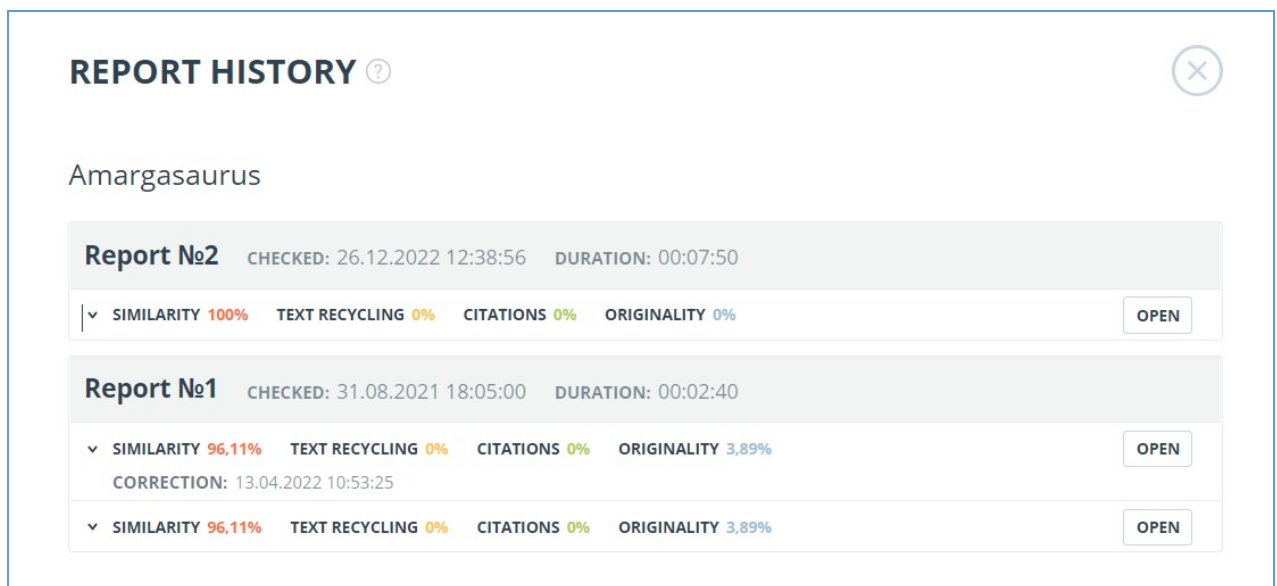 REPORT HISTORY ?
Amargasaurus
Report №2 CHECKED: 26.12.2022 12:38:56 DURATION: 00:07:50
SIMILARITY 100% TEXT RECYCLING 0% CITATIONS 0% ORIGINALITY 0% OPEN
Report №1 CHECKED: 31.08.2021 18:05:00 DURATION: 00:02:40
SIMILARITY 96,11% TEXT RECYCLING 0% CITATIONS 0% ORIGINALITY 3,89% OPEN
CORRECTION: 13.04.2022 10:53:25
SIMILARITY 96,11% TEXT RECYCLING 0% CITATIONS 0% ORIGINALITY 3,89% OPEN